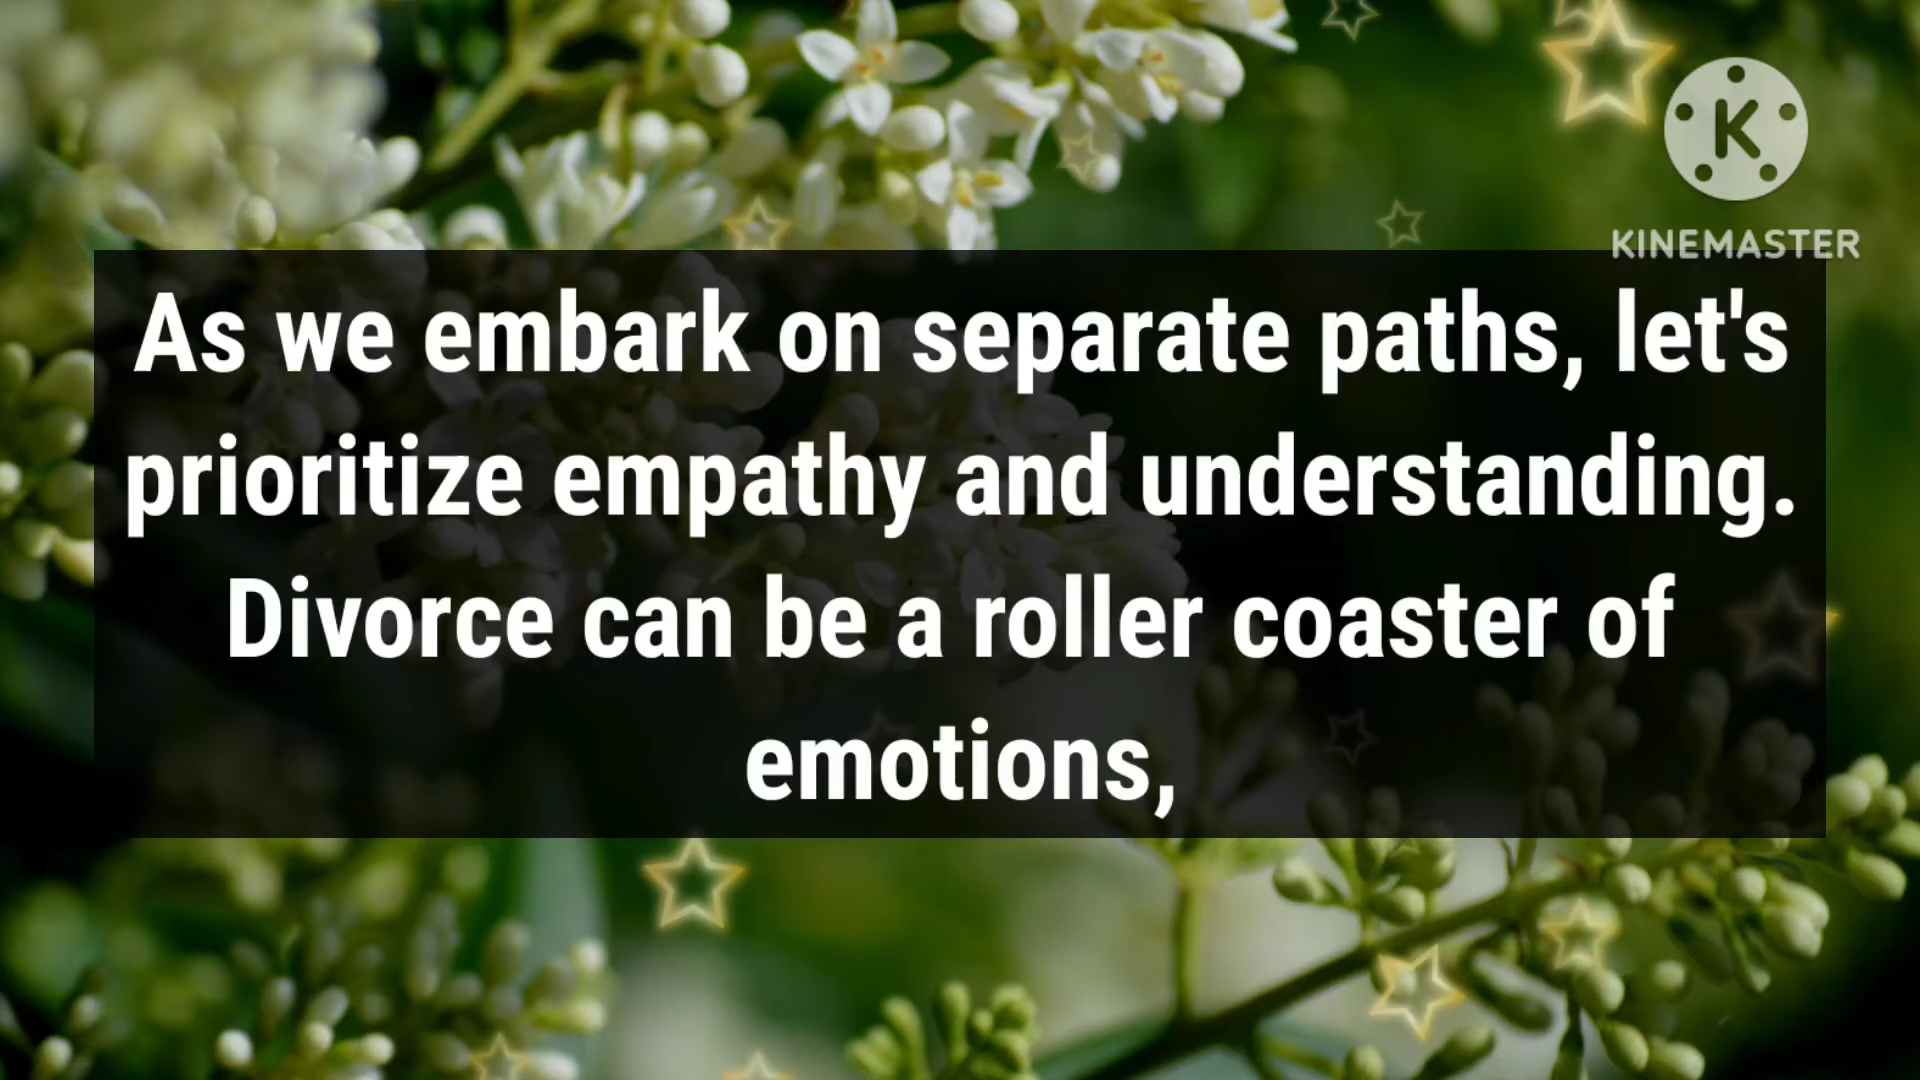 K
KINEMASTER
As we embark on separate paths, let's
prioritize empathy and understanding.
Divorce can be a roller coaster of
emotions,